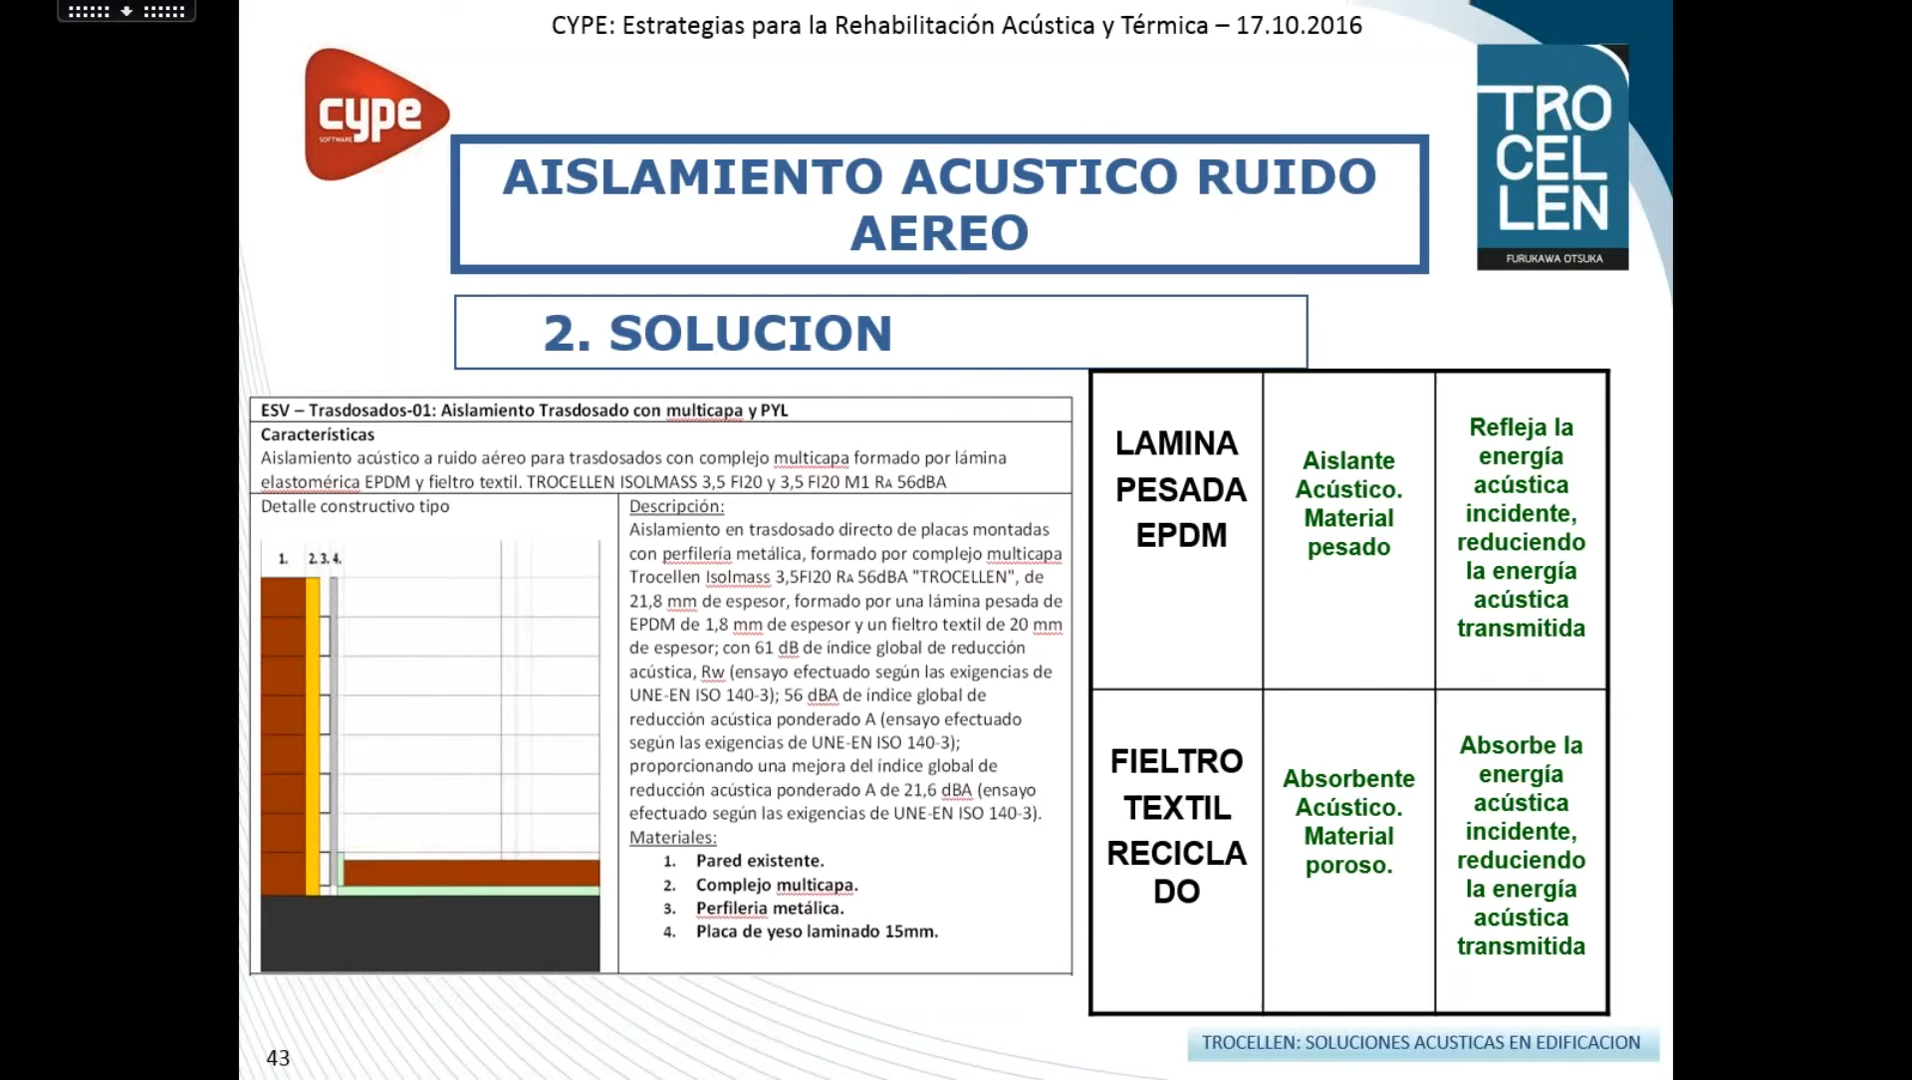 CYPE: Estrategias para la Rehabilitación Acústica y Térmica – 17.10.2016
cype
SOFTWARE
TRO
CEL
LEN
FURUKAWA OTSUKA
AISLAMIENTO ACUSTICO RUIDO
AEREO
2. SOLUCION
ESV – Trasdosados-01: Aislamiento Trasdosado con multicapa y PYL
Características
Aislamiento acústico a ruido aéreo para trasdosados con complejo multicapa formado por lámina
elastomérica EPDM y fieltro textil. TROCELLEN ISOLMASS 3,5 FI20 y 3,5 FI20 M1 RA 56dBA
Detalle constructivo tipo
1. 2. 3. 4.
Descripción:
Aislamiento en trasdosado directo de placas montadas
con perfilería metálica, formado por complejo multicapa
Trocellen Isolmass 3,5FI20 RA 56dBA "TROCELLEN", de
21,8 mm de espesor, formado por una lámina pesada de
EPDM de 1,8 mm de espesor y un fieltro textil de 20 mm
de espesor; con 61 dB de índice global de reducción
acústica, Rw (ensayo efectuado según las exigencias de
UNE-EN ISO 140-3); 56 dBA de índice global de
reducción acústica ponderado A (ensayo efectuado
según las exigencias de UNE-EN ISO 140-3);
proporcionando una mejora del índice global de
reducción acústica ponderado A de 21,6 dBA (ensayo
efectuado según las exigencias de UNE-EN ISO 140-3).
Materiales:
1. Pared existente.
2. Complejo multicapa.
3. Perfileria metálica.
4. Placa de yeso laminado 15mm.
LAMINA
PESADA
EPDM
Aislante
Acústico.
Material
pesado
Refleja la
energía
acústica
incidente,
reduciendo
la energía
acústica
transmitida
FIELTRO
TEXTIL
RECICLA
DO
Absorbente
Acústico.
Material
poroso.
Absorbe la
energía
acústica
incidente,
reduciendo
la energía
acústica
transmitida
TROCELLEN: SOLUCIONES ACUSTICAS EN EDIFICACION
43